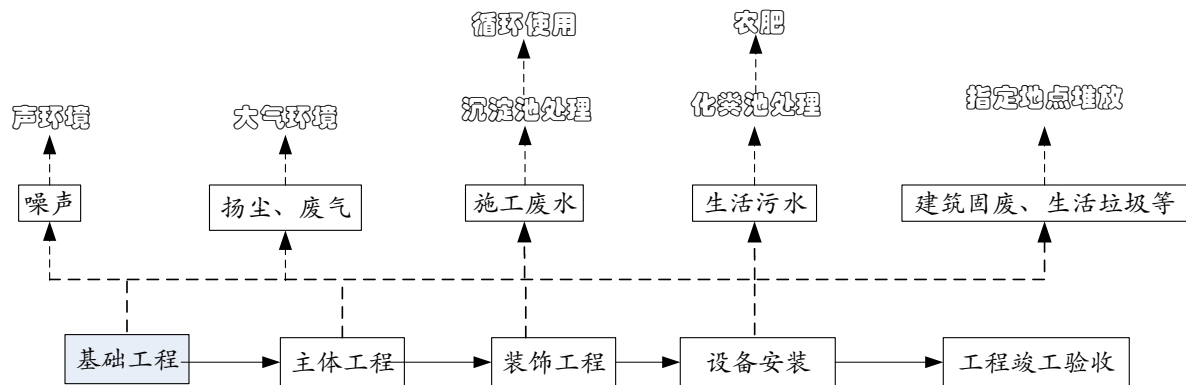 循环使用
农肥
声环境
大气环境
沉淀池处理
化粪池处理
指定地点堆放
噪声
扬尘、废气
施工废水
生活污水
建筑固废、生活垃圾等
基础工程
主体工程
装饰工程
设备安装
工程竣工验收